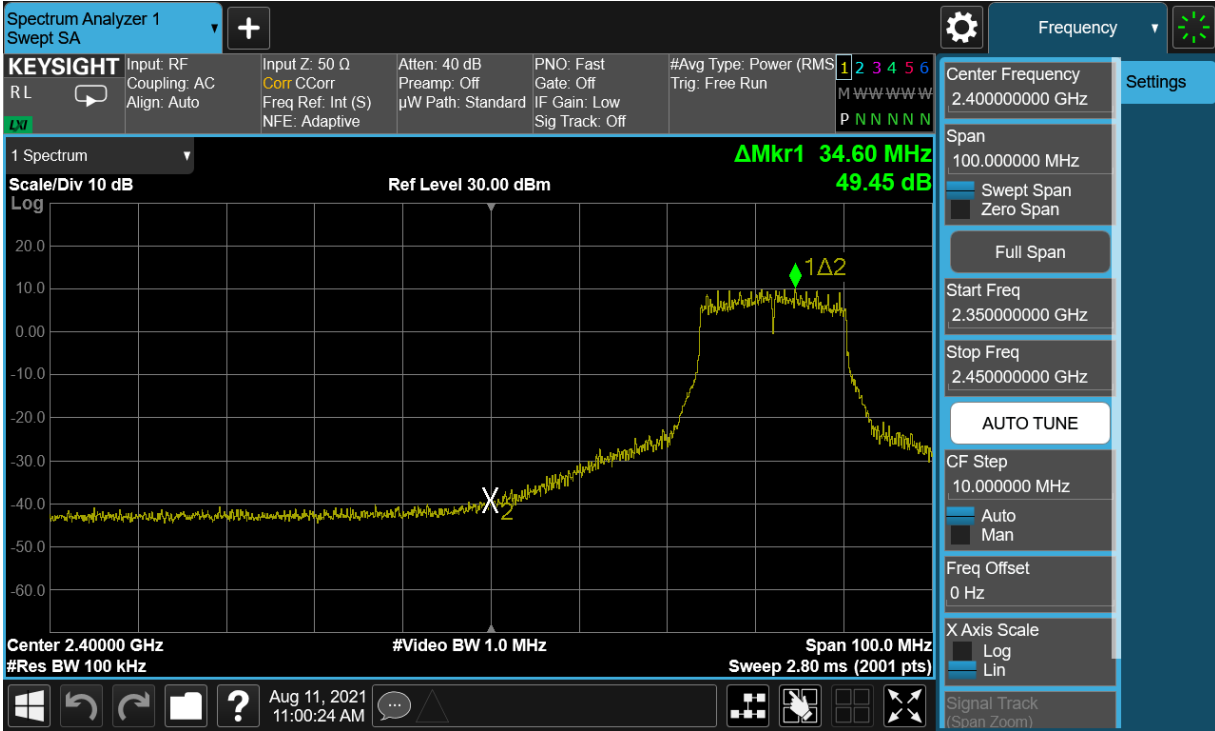 Spectrum Analyzer 1
Swept SA
+
Frequency
KEYSIGHT
RL
LXI
Input: RF
Coupling: AC
Align: Auto
Input Z: 50 Ω
Corr CCorr
Freq Ref: Int (S)
NFE: Adaptive
Atten: 40 dB
Preamp: Off
µW Path: Standard
PNO: Fast
Gate: Off
IF Gain: Low
Sig Track: Off
#Avg Type: Power (RMS
Trig: Free Run
1 2 3 4 5 6
M W W W W W
P N N N N N
1 Spectrum
ΔMkr1 34.60 MHz
49.45 dB
Scale/Div 10 dB
Ref Level 30.00 dBm
Log
20.0
10.0
0.00
-10.0
-20.0
-30.0
-40.0
-50.0
-60.0
1Δ2
X
2
Center 2.40000 GHz
#Video BW 1.0 MHz
Span 100.0 MHz
#Res BW 100 kHz
Sweep 2.80 ms (2001 pts)
?
Aug 11, 2021
11:00:24 AM
Center Frequency
2.400000000 GHz
Span
100.000000 MHz
Swept Span
Zero Span
Full Span
Start Freq
2.350000000 GHz
Stop Freq
2.450000000 GHz
AUTO TUNE
CF Step
10.000000 MHz
Auto
Man
Freq Offset
0 Hz
X Axis Scale
Log
Lin
Signal Track
(Span Zoom)
Settings